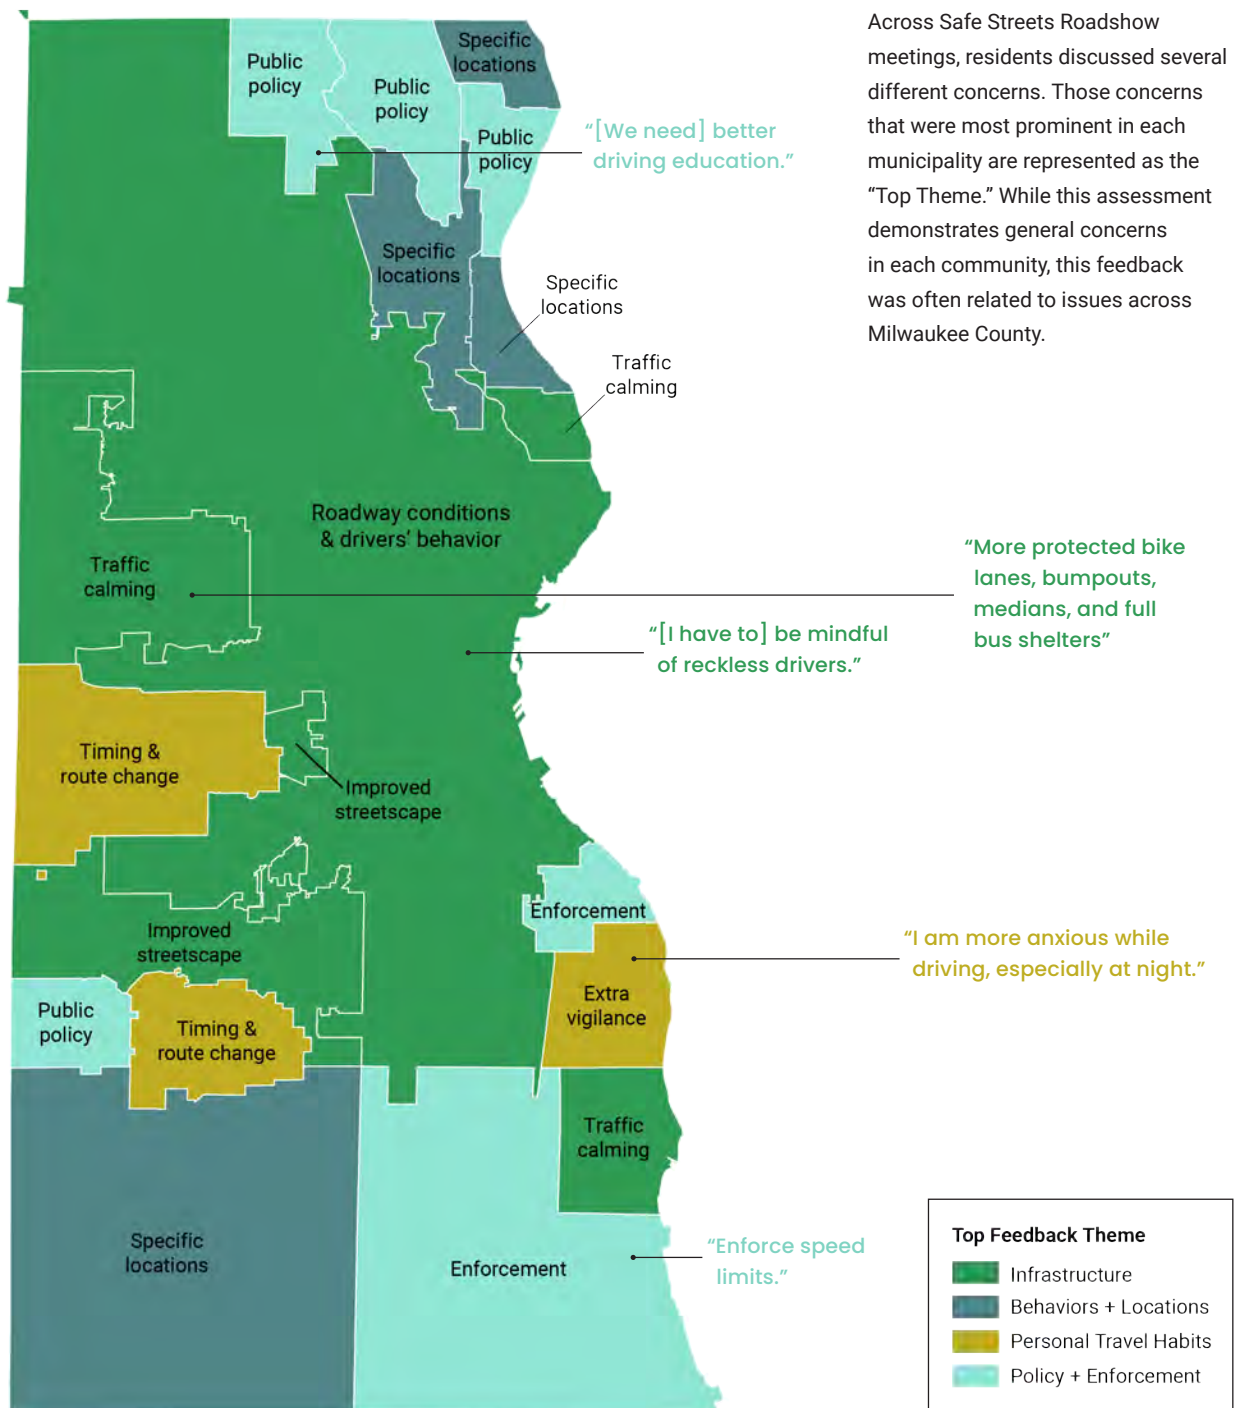 Across Safe Streets Roadshow
meetings, residents discussed several
different concerns. Those concerns
that were most prominent in each
municipality are represented as the
“Top Theme.” While this assessment
demonstrates general concerns
in each community, this feedback
was often related to issues across
Milwaukee County.
Specific
locations
Public
policy
Public
policy
Public
policy
“[We need] better
driving education.”
Specific
locations
Specific
locations
Traffic
calming
Roadway conditions
& drivers’ behavior
Traffic
calming
“More protected bike
lanes, bumpouts,
medians, and full
bus shelters”
“[I have to] be mindful
of reckless drivers.”
Timing &
route change
Improved
streetscape
Enforcement
Improved
streetscape
“I am more anxious while
driving, especially at night.”
Extra
vigilance
Public
policy
Timing &
route change
Traffic
calming
Specific
locations
Enforcement
“Enforce speed
limits.”
Top Feedback Theme
Infrastructure
Behaviors + Locations
Personal Travel Habits
Policy + Enforcement